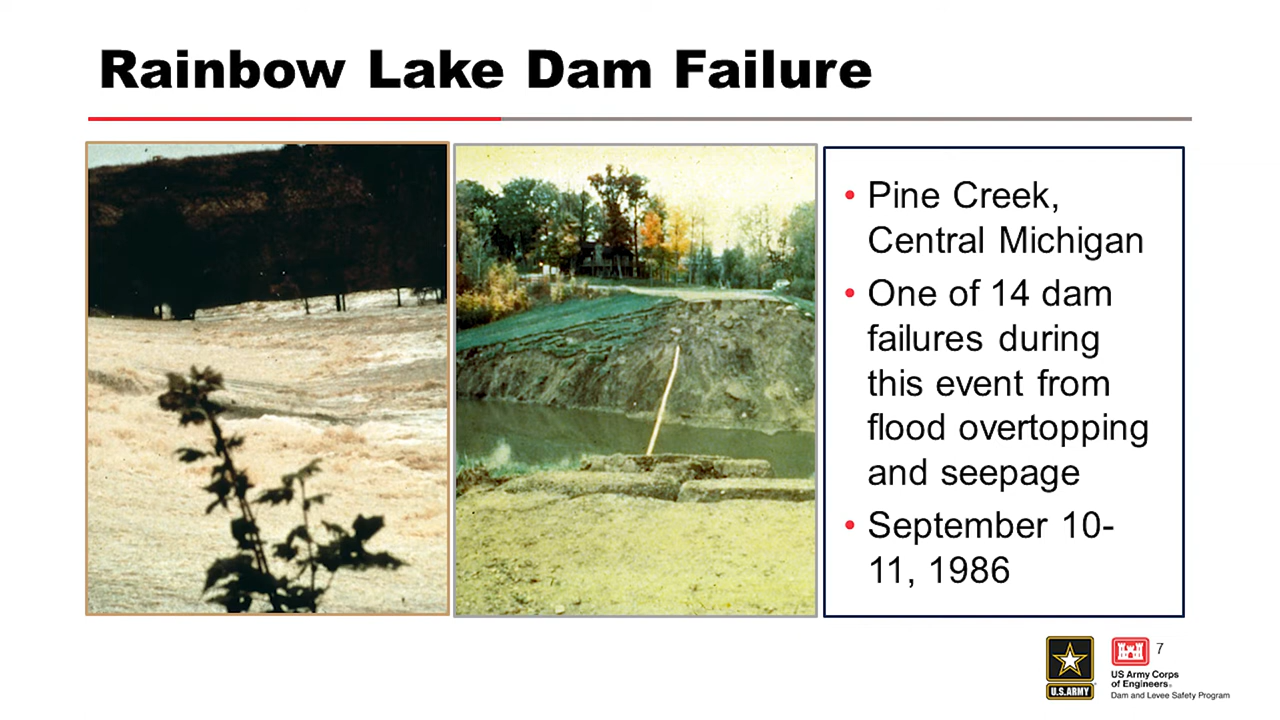 Rainbow Lake Dam Failure
• Pine Creek,
Central Michigan
• One of 14 dam
failures during
this event from
flood overtopping
and seepage
• September 10-
11, 1986
7
U.S.ARMY
US Army Corps
of Engineers®
Dam and Levee Safety Program